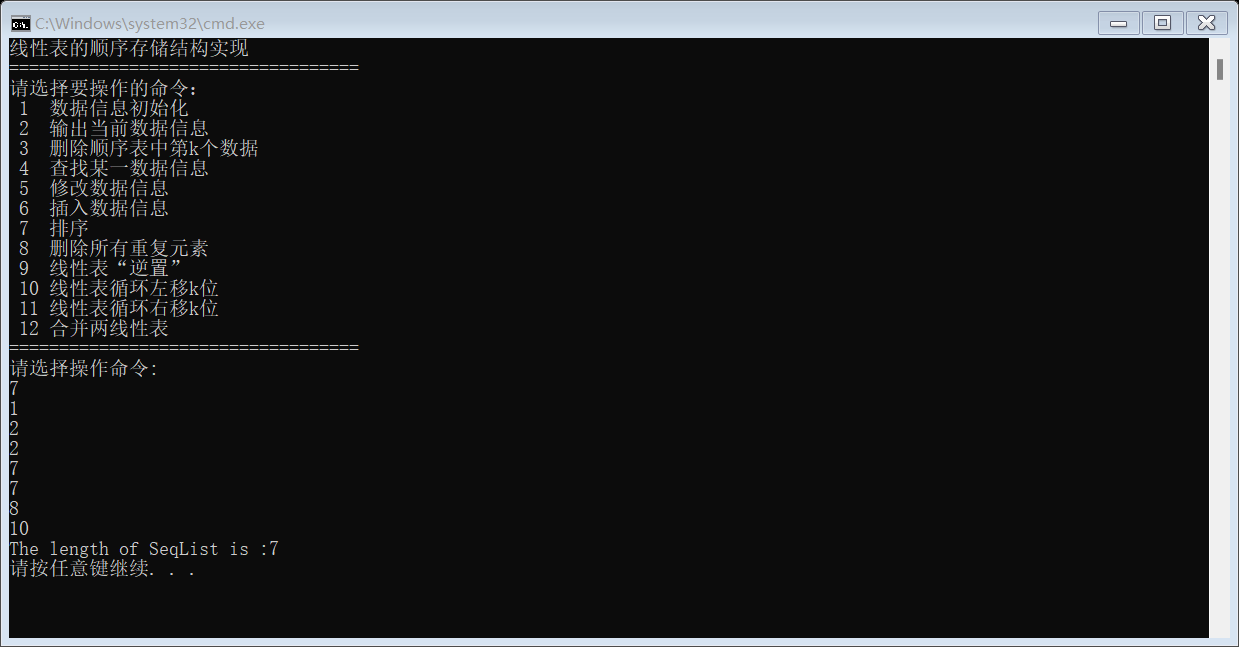 C:\Windows\system32\cmd.exe
线性表的顺序存储结构实现
===================================
请选择要操作的命令:
1  数据信息初始化
2  输出当前数据信息
3  删除顺序表中第k个数据
4  查找某一数据信息
5  修改数据信息
6  插入数据信息
7  排序
8  删除所有重复元素
9  线性表“逆置”
10 线性表循环左移k位
11 线性表循环右移k位
12 合并两线性表
===================================
请选择操作命令:
7
1
2
2
7
7
8
10
The length of SeqList is :7
请按任意键继续. . .